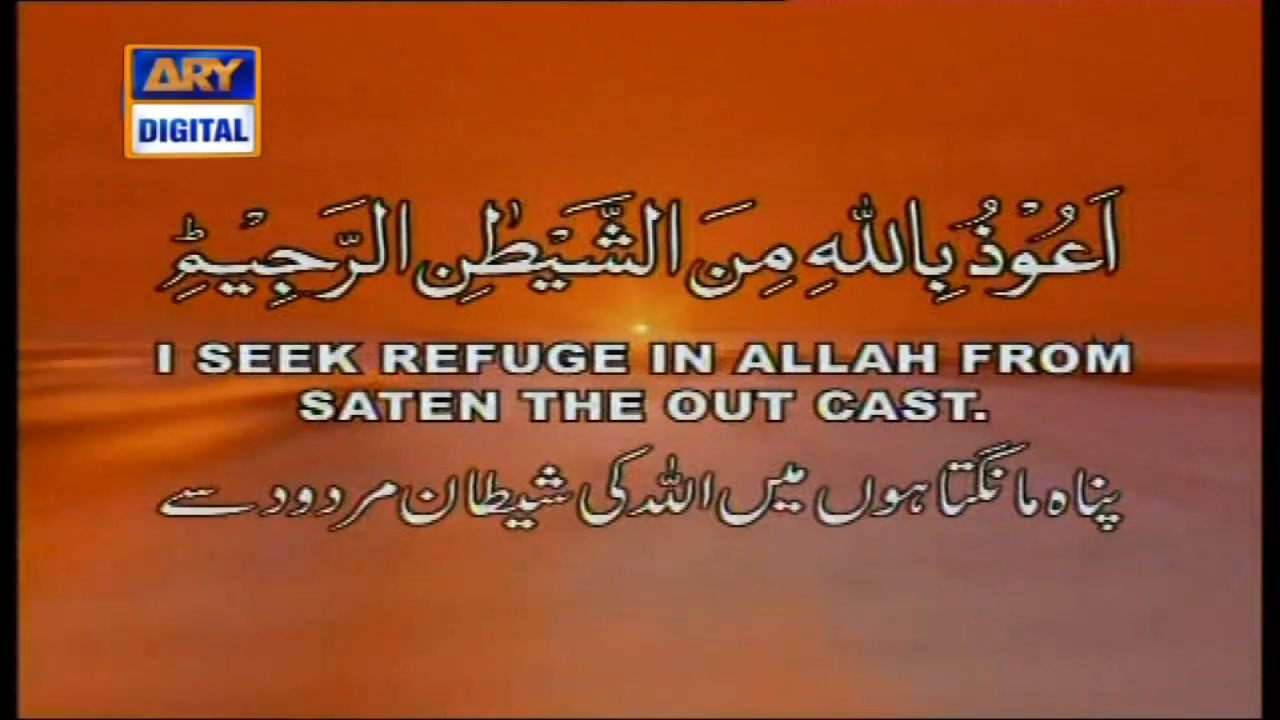 ARY
DIGITAL
اَعُوْذُ بِاللّٰهِ مِنَ الشَّيْطٰنِ الرَّجِيْمِؕ
I SEEK REFUGE IN ALLAH FROM
SATEN THE OUT CAST.
پناہ مانگتا ہوں میں اللہ کی شیطان مردود سے